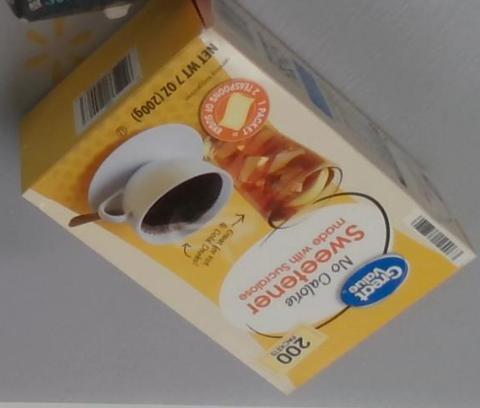 Great
Value
No Calorie
Sweetener
made with Sucralose
200
PACKETS
Great for Hot
& Cold Drinks!
1 PACKET =
2 TEASPOONS OF SUGAR
NET WT 7 OZ (200g)